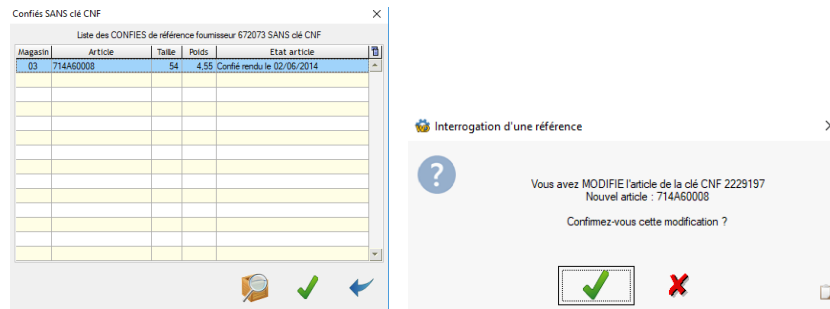 Confiés SANS clé CNF
Liste des CONFIES de référence fournisseur 672073 SANS clé CNF
Magasin Article Taille Poids Etat article
03 714A60008 54 4,55 Confié rendu le 02/06/2014
Interrogation d'une référence
Vous avez MODIFIE l'article de la clé CNF 2229197
Nouvel article : 714A60008
Confirmez-vous cette modification ?